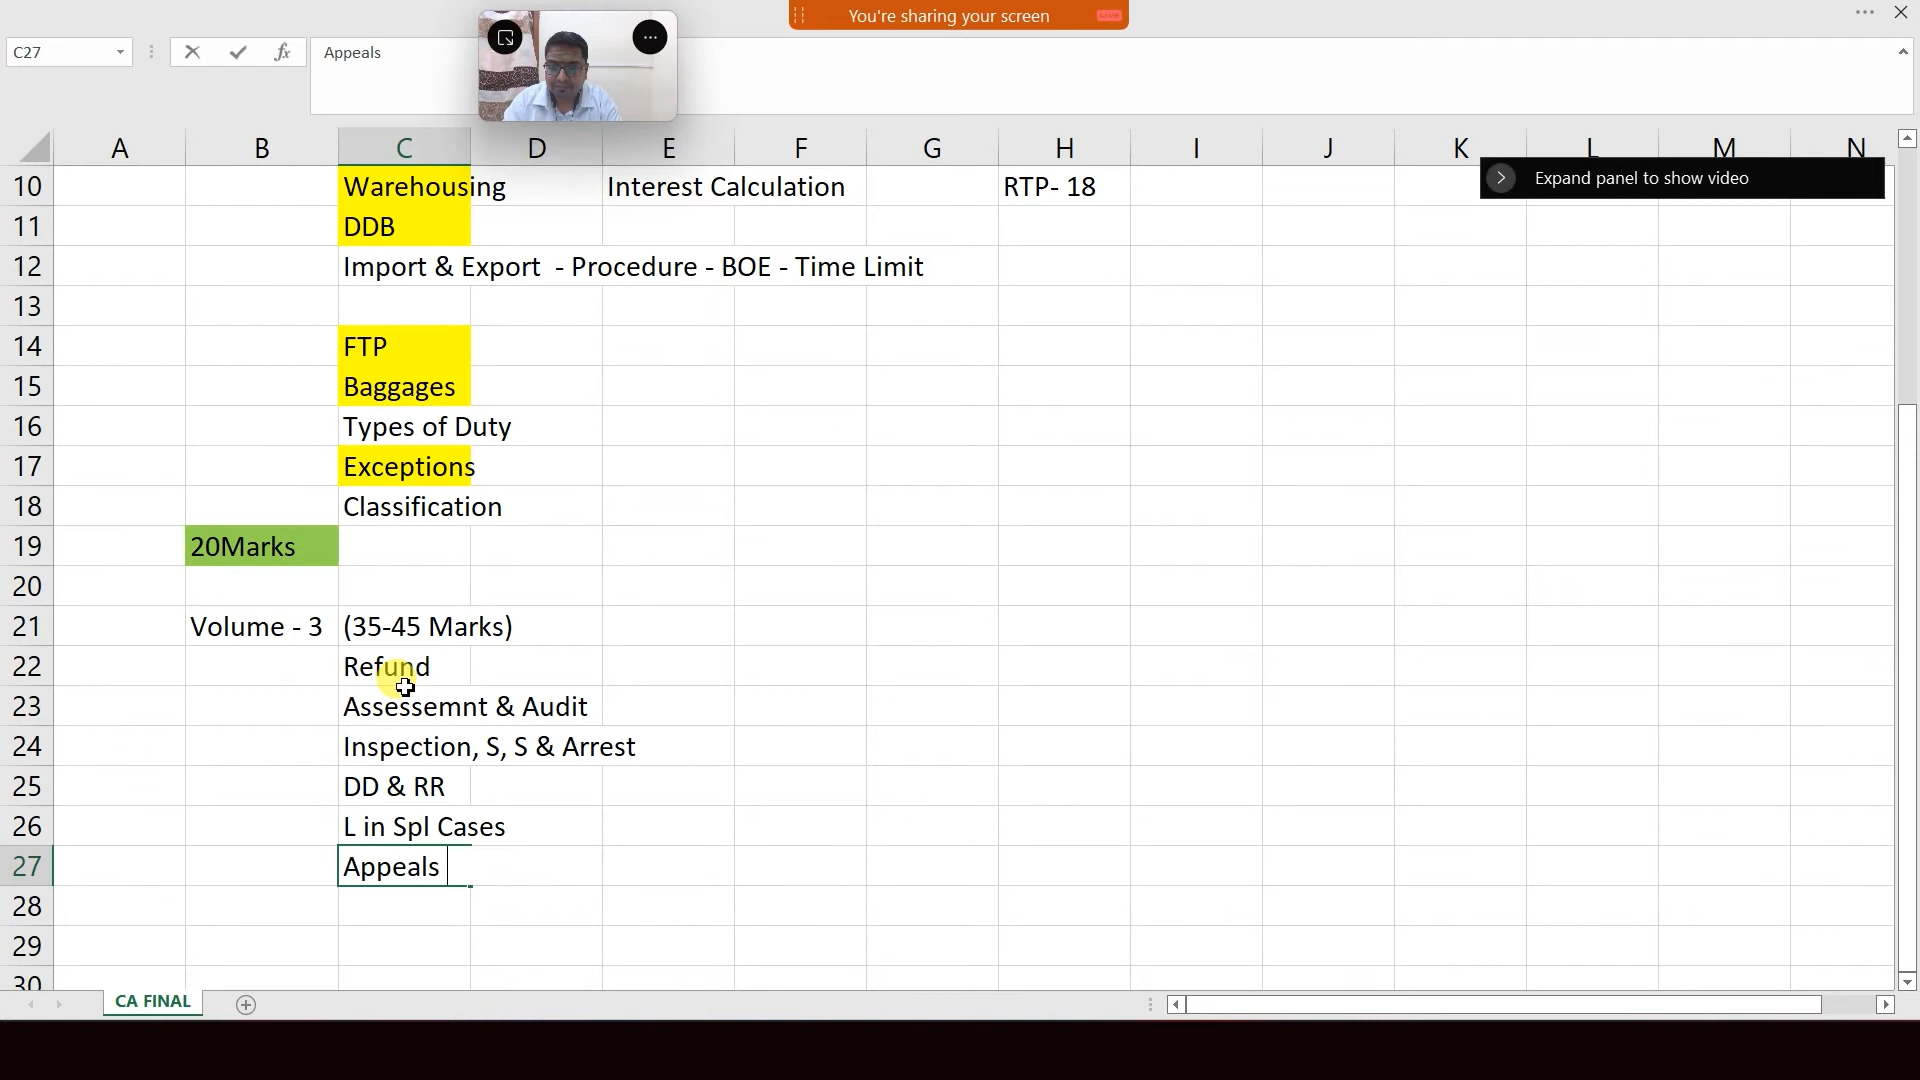 You're sharing your screen
Live
C27
fx
Appeals
A B C D E F G H I J K L M N
Expand panel to show video
10 Warehousing Interest Calculation RTP- 18
11 DDB
12 Import & Export - Procedure - BOE - Time Limit
13
14 FTP
15 Baggages
16 Types of Duty
17 Exceptions
18 Classification
19 20Marks
20
21 Volume - 3 (35-45 Marks)
22 Refund
23 Assessemnt & Audit
24 Inspection, S, S & Arrest
25 DD & RR
26 L in Spl Cases
27 Appeals
28
29
30
CA FINAL